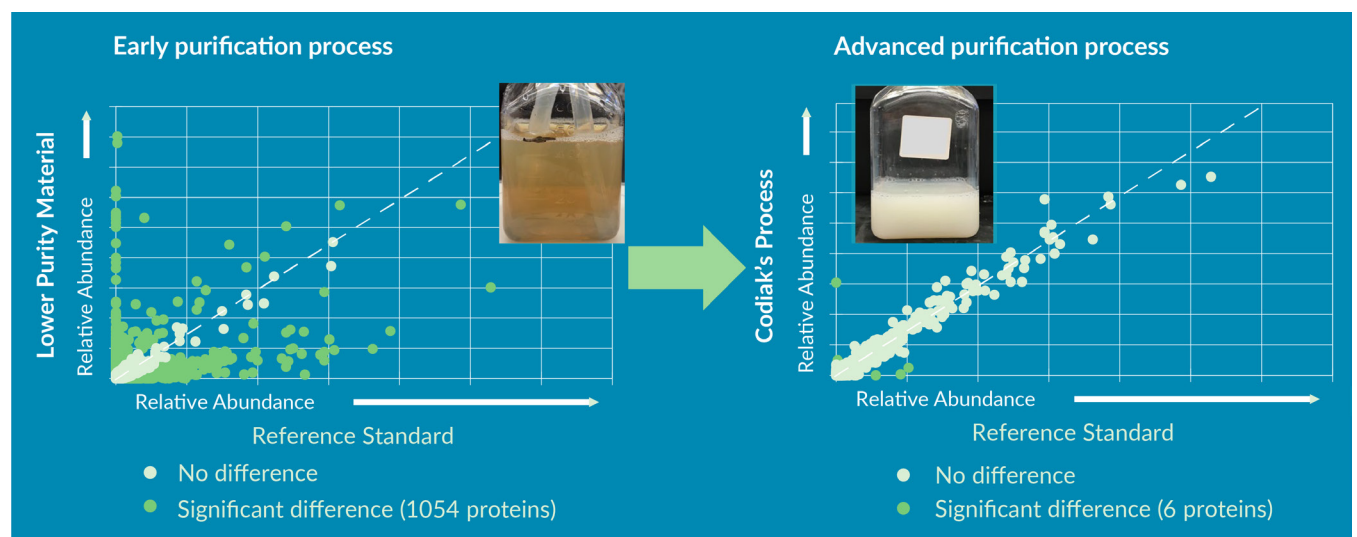 Early purification process
Lower Purity Material
Relative Abundance
Relative Abundance
Reference Standard
No difference
Significant difference (1054 proteins)
Advanced purification process
Codiak's Process
Relative Abundance
Relative Abundance
Reference Standard
No difference
Significant difference (6 proteins)